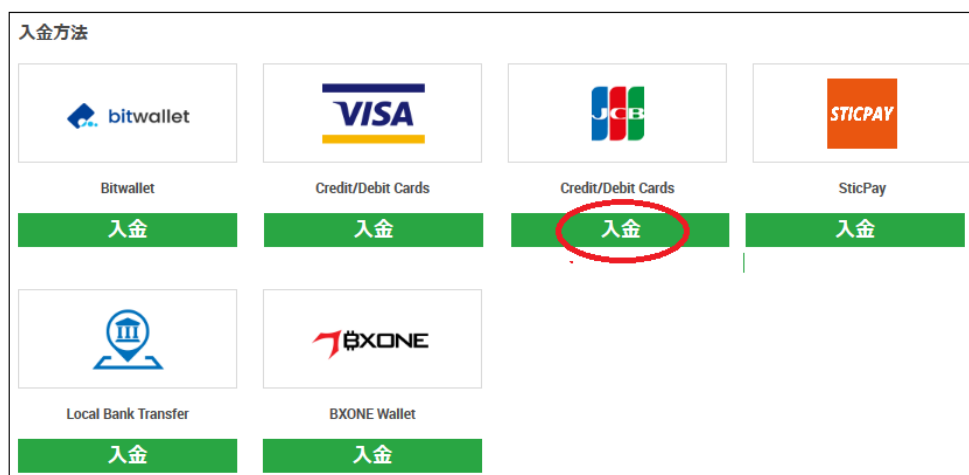 入金方法
bitwallet
VISA
JCB
STICPAY
Bitwallet
Credit/Debit Cards
Credit/Debit Cards
SticPay
入金
入金
入金
入金
BXONE
Local Bank Transfer
BXONE Wallet
入金
入金